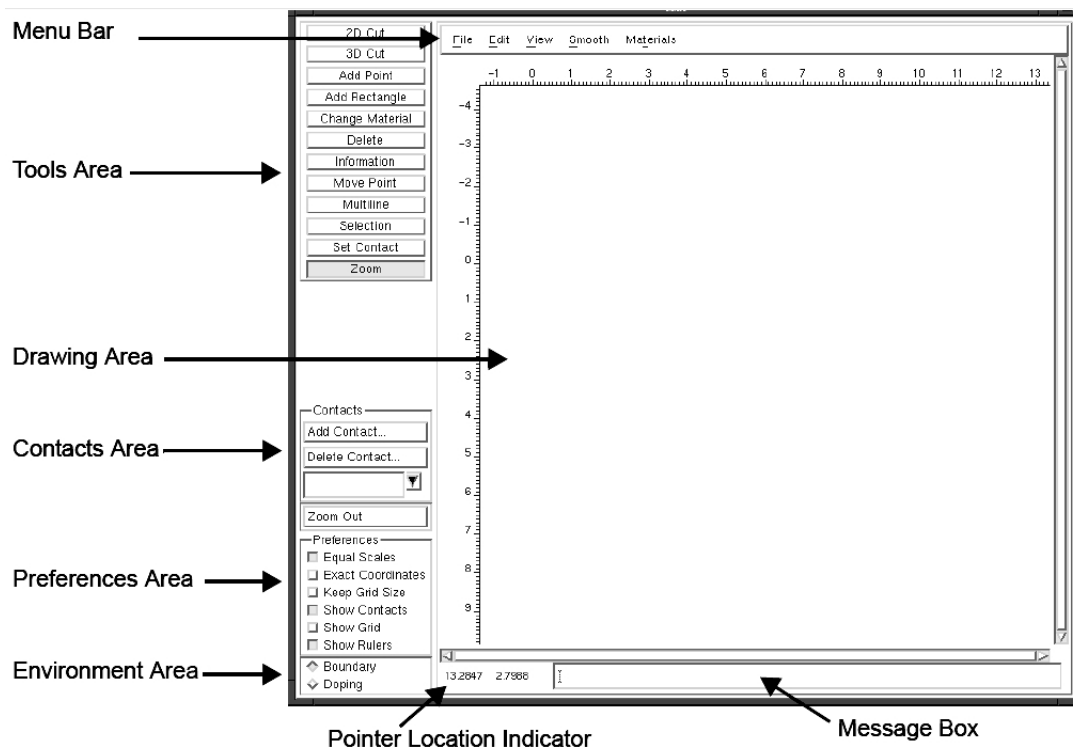 Menu Bar
Tools Area
Drawing Area
Contacts Area
Preferences Area
Environment Area
2D Cut
3D Cut
Add Point
Add Rectangle
Change Material
Delete
Information
Move Point
Multiline
Selection
Set Contact
Zoom
Contacts
Add Contact...
Delete Contact...
Zoom Out
Preferences
Equal Scales
Exact Coordinates
Keep Grid Size
Show Contacts
Show Grid
Show Rulers
Boundary
Doping
File Edit View Smooth Materials
-1 0 1 2 3 4 5 6 7 8 9 10 11 12 13
-4
-3
-2
-1
0
1
2
3
4
5
6
7
8
9
13.2847 2.7988
Pointer Location Indicator
Message Box